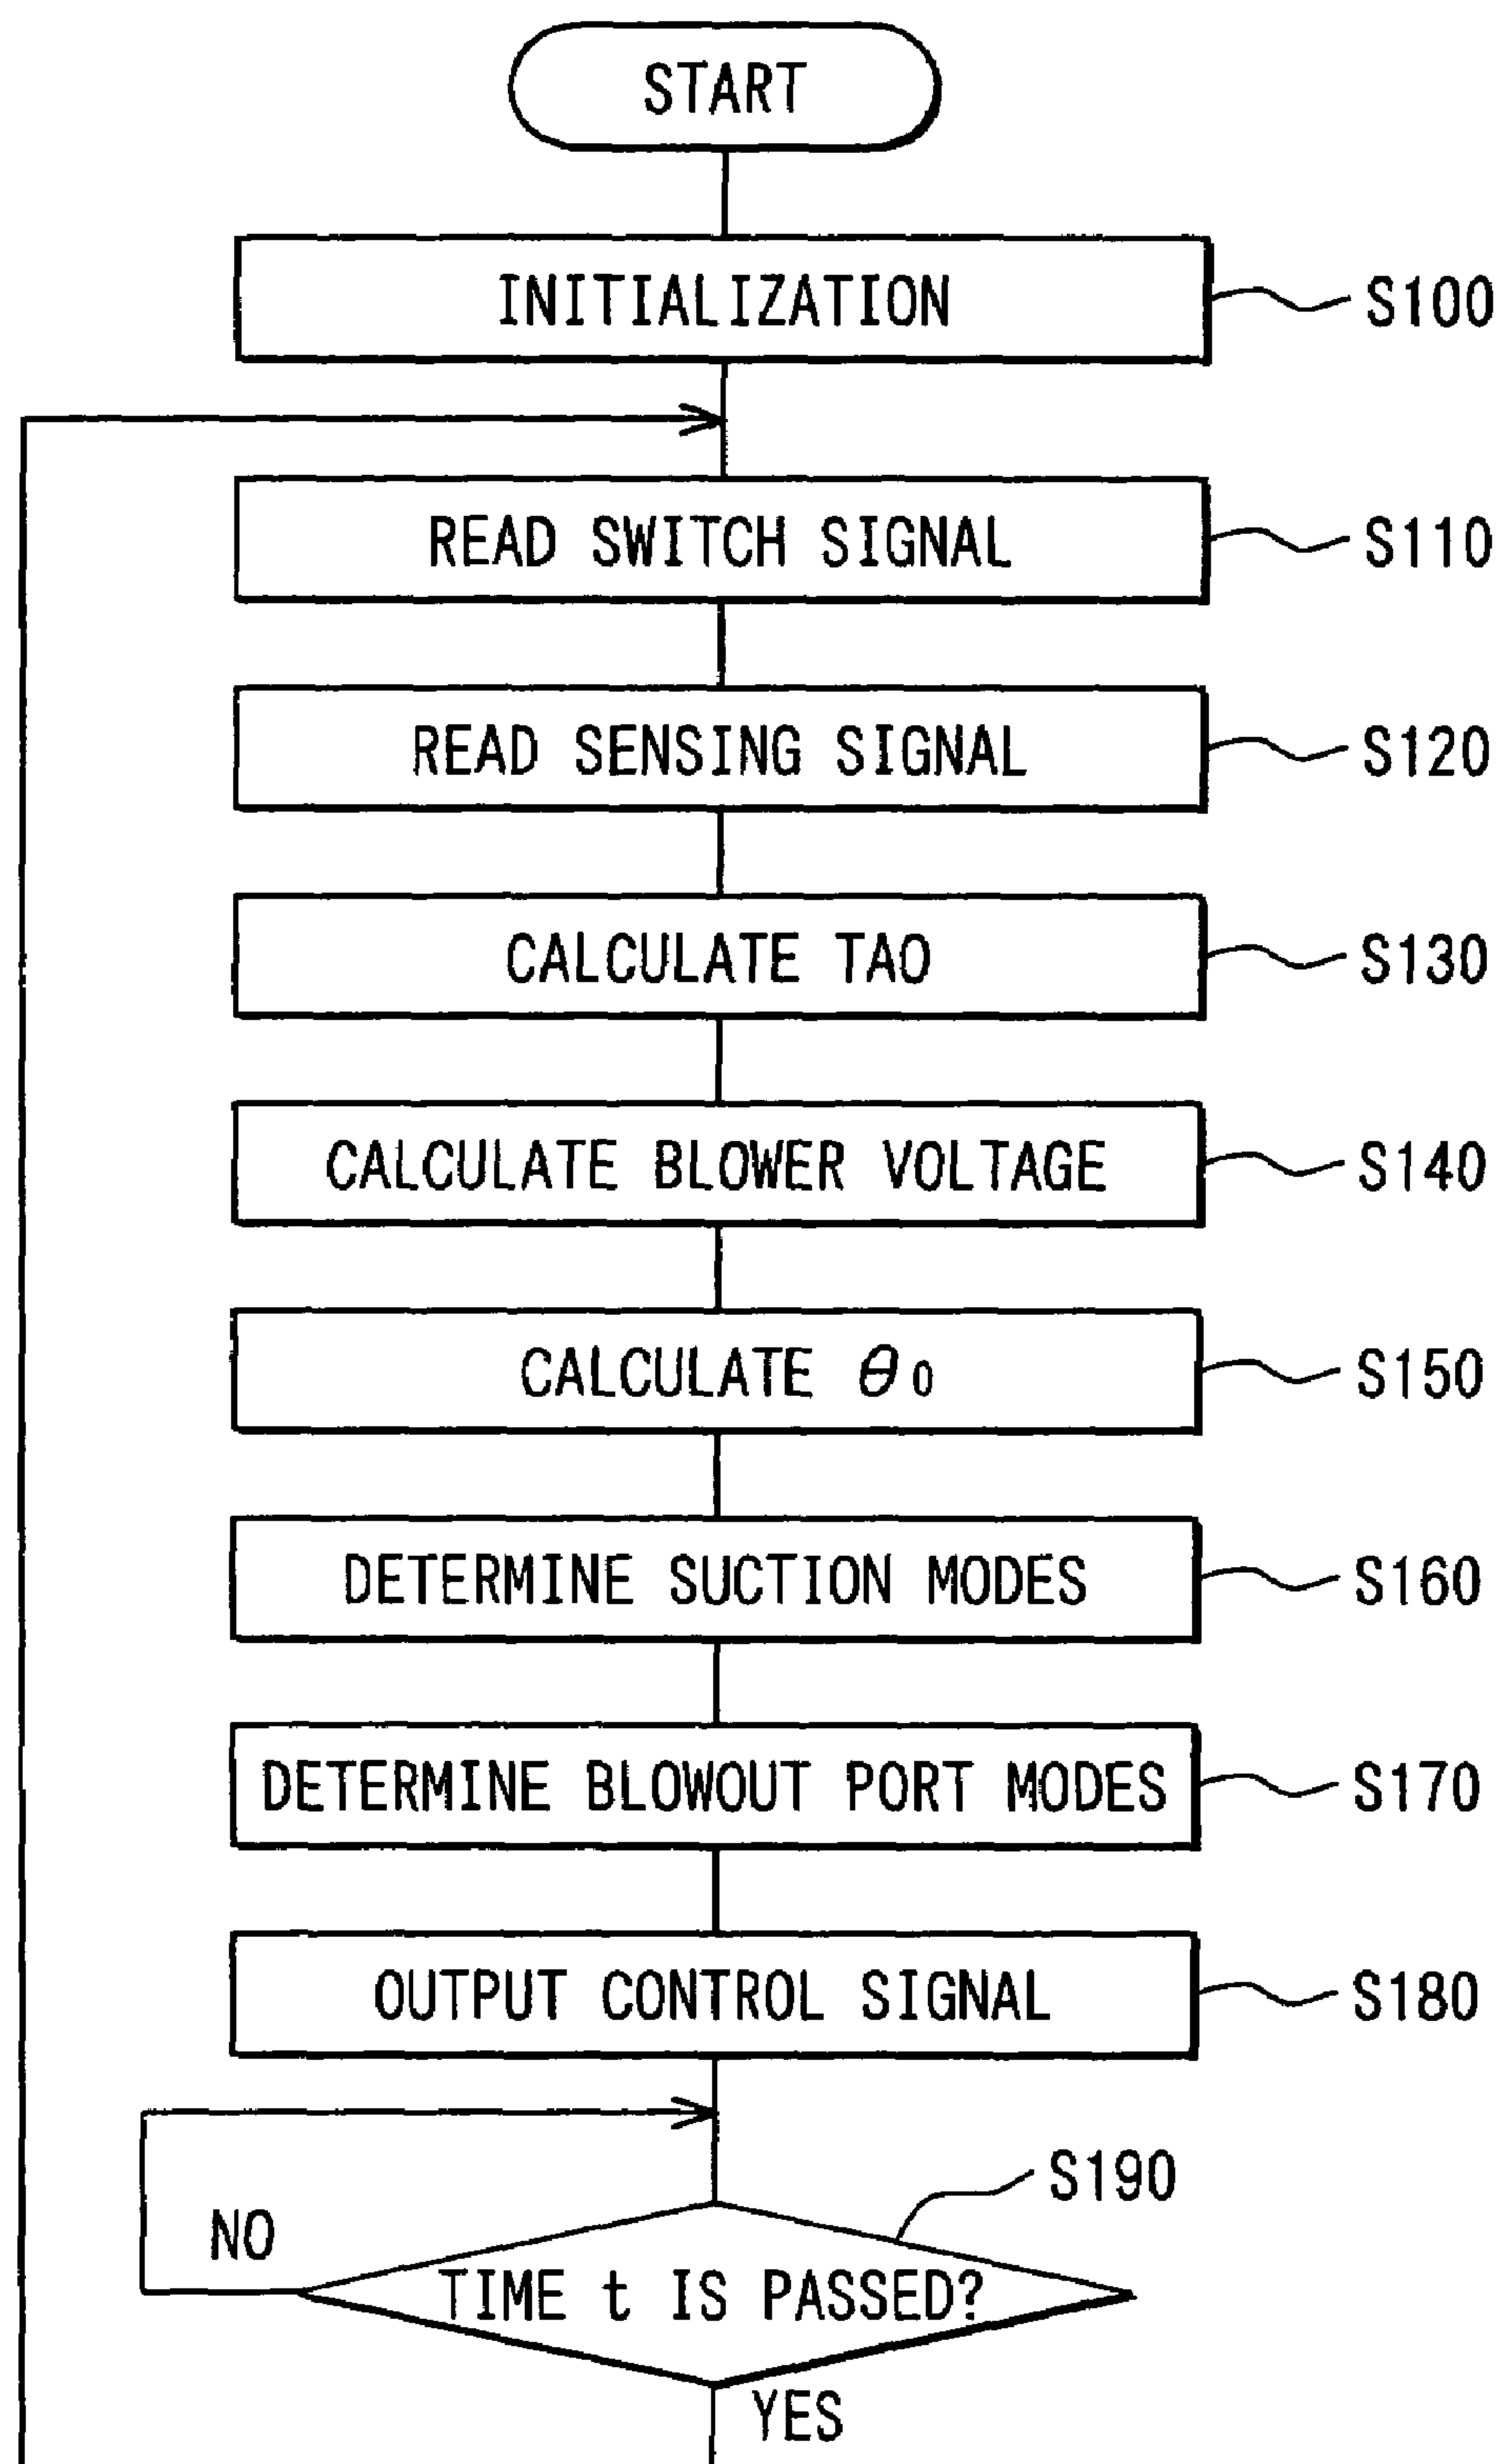 START
INITIALIZATION
S100
READ SWITCH SIGNAL
S110
READ SENSING SIGNAL
S120
CALCULATE TAO
S130
CALCULATE BLOWER VOLTAGE
S140
CALCULATE θ0
S150
DETERMINE SUCTION MODES
S160
DETERMINE BLOWOUT PORT MODES
S170
OUTPUT CONTROL SIGNAL
S180
S190
NO
TIME t IS PASSED?
YES